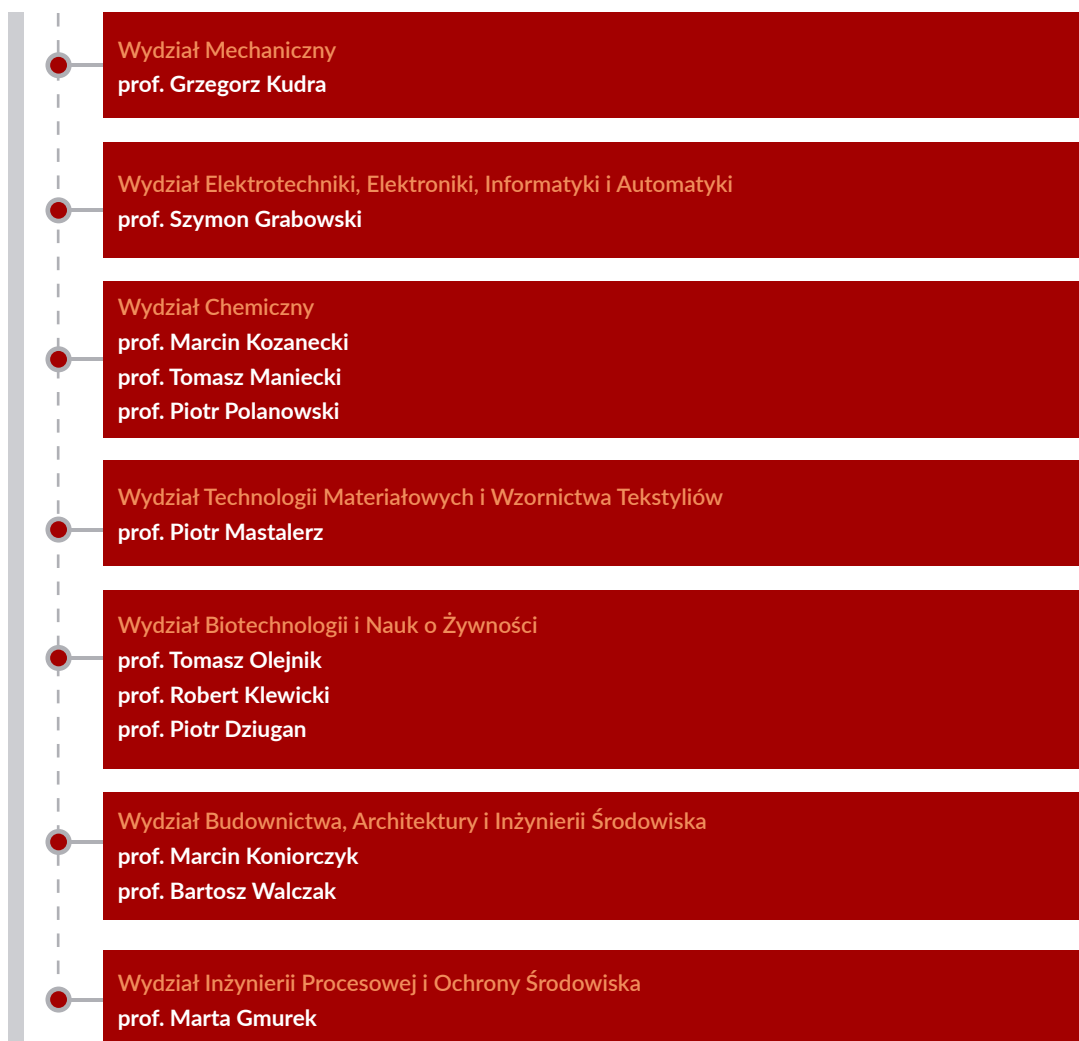 Wydział Mechaniczny
prof. Grzegorz Kudra
Wydział Elektrotechniki, Elektroniki, Informatyki i Automatyki
prof. Szymon Grabowski
Wydział Chemiczny
prof. Marcin Kozanecki
prof. Tomasz Maniecki
prof. Piotr Polanowski
Wydział Technologii Materiałowych i Wzornictwa Tekstyliów
prof. Piotr Mastalerz
Wydział Biotechnologii i Nauk o Żywności
prof. Tomasz Olejnik
prof. Robert Klewicki
prof. Piotr Dziugan
Wydział Budownictwa, Architektury i Inżynierii Środowiska
prof. Marcin Koniorczyk
prof. Bartosz Walczak
Wydział Inżynierii Procesowej i Ochrony Środowiska
prof. Marta Gmurek